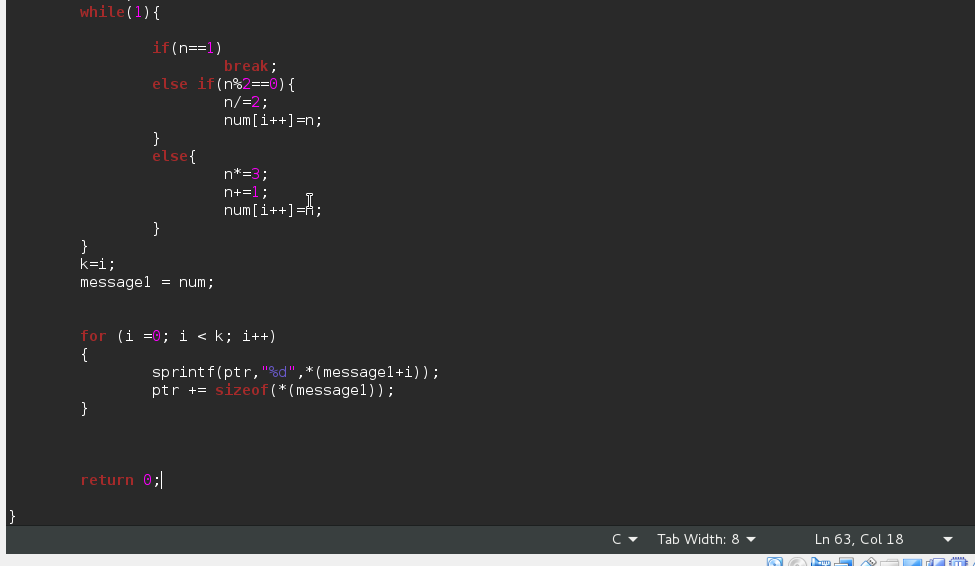 while(1){
if(n==1)
break;
else if(n%2==0){
n/=2;
num[i++]=n;
}
else{
n*=3;
n+=1;
num[i++]=n;
}
}
k=i;
message1 = num;
for (i =0; i < k; i++)
{
sprintf(ptr,"%d",*(message1+i));
ptr += sizeof(*(message1));
}
return 0;
}
C Tab Width: 8 Ln 63, Col 18